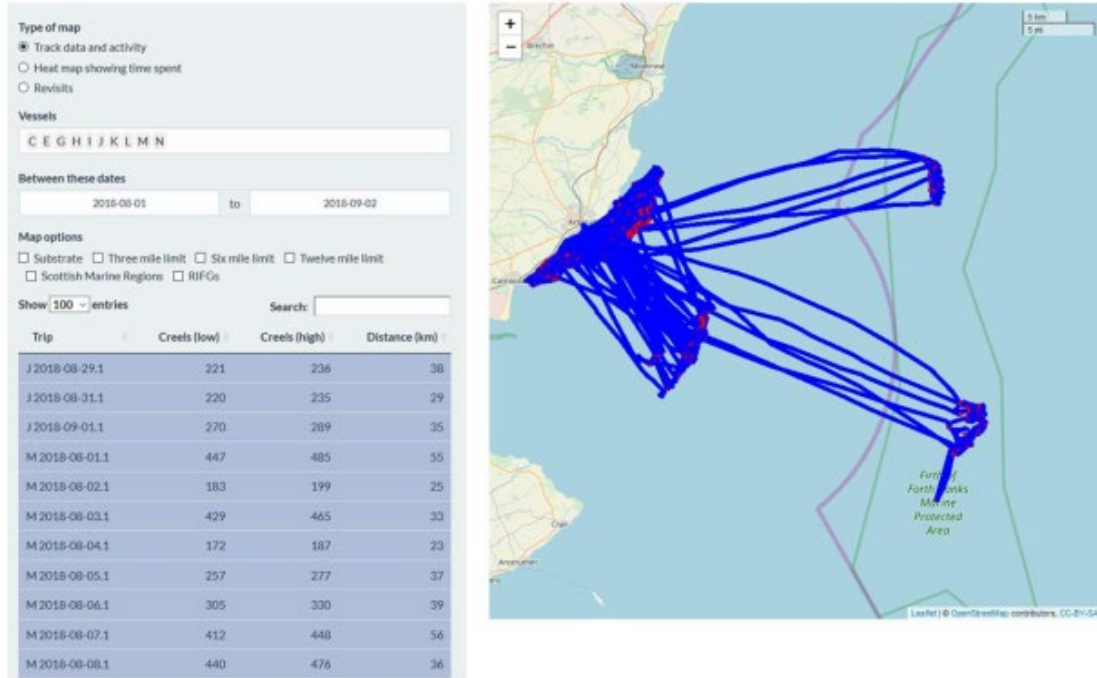 Type of map
Track data and activity
Heat map showing time spent
Revisits
Vessels
C E G H I J K L M N
Between these dates
2018-08-01 to 2018-09-02
Map options
Substrate Three mile limit Six mile limit Twelve mile limit
Scottish Marine Regions RIFGs
Show 100 entries Search:
Trip Creels (low) Creels (high) Distance (km)
J 2018-08-29.1 221 236 38
J 2018-08-31.1 220 235 29
J 2018-09-01.1 270 289 35
M 2018-08-01.1 447 485 55
M 2018-08-02.1 183 199 25
M 2018-08-03.1 429 465 33
M 2018-08-04.1 172 187 23
M 2018-08-05.1 257 277 37
M 2018-08-06.1 305 330 39
M 2018-08-07.1 412 448 56
M 2018-08-08.1 440 476 36
+
−
5 km
5 mi
Brechin
Montrose
Crail
Anstruther
Firth of
Forth Banks
Marine
Protected
Area
Leaflet | © OpenStreetMap contributors, CC-BY-SA